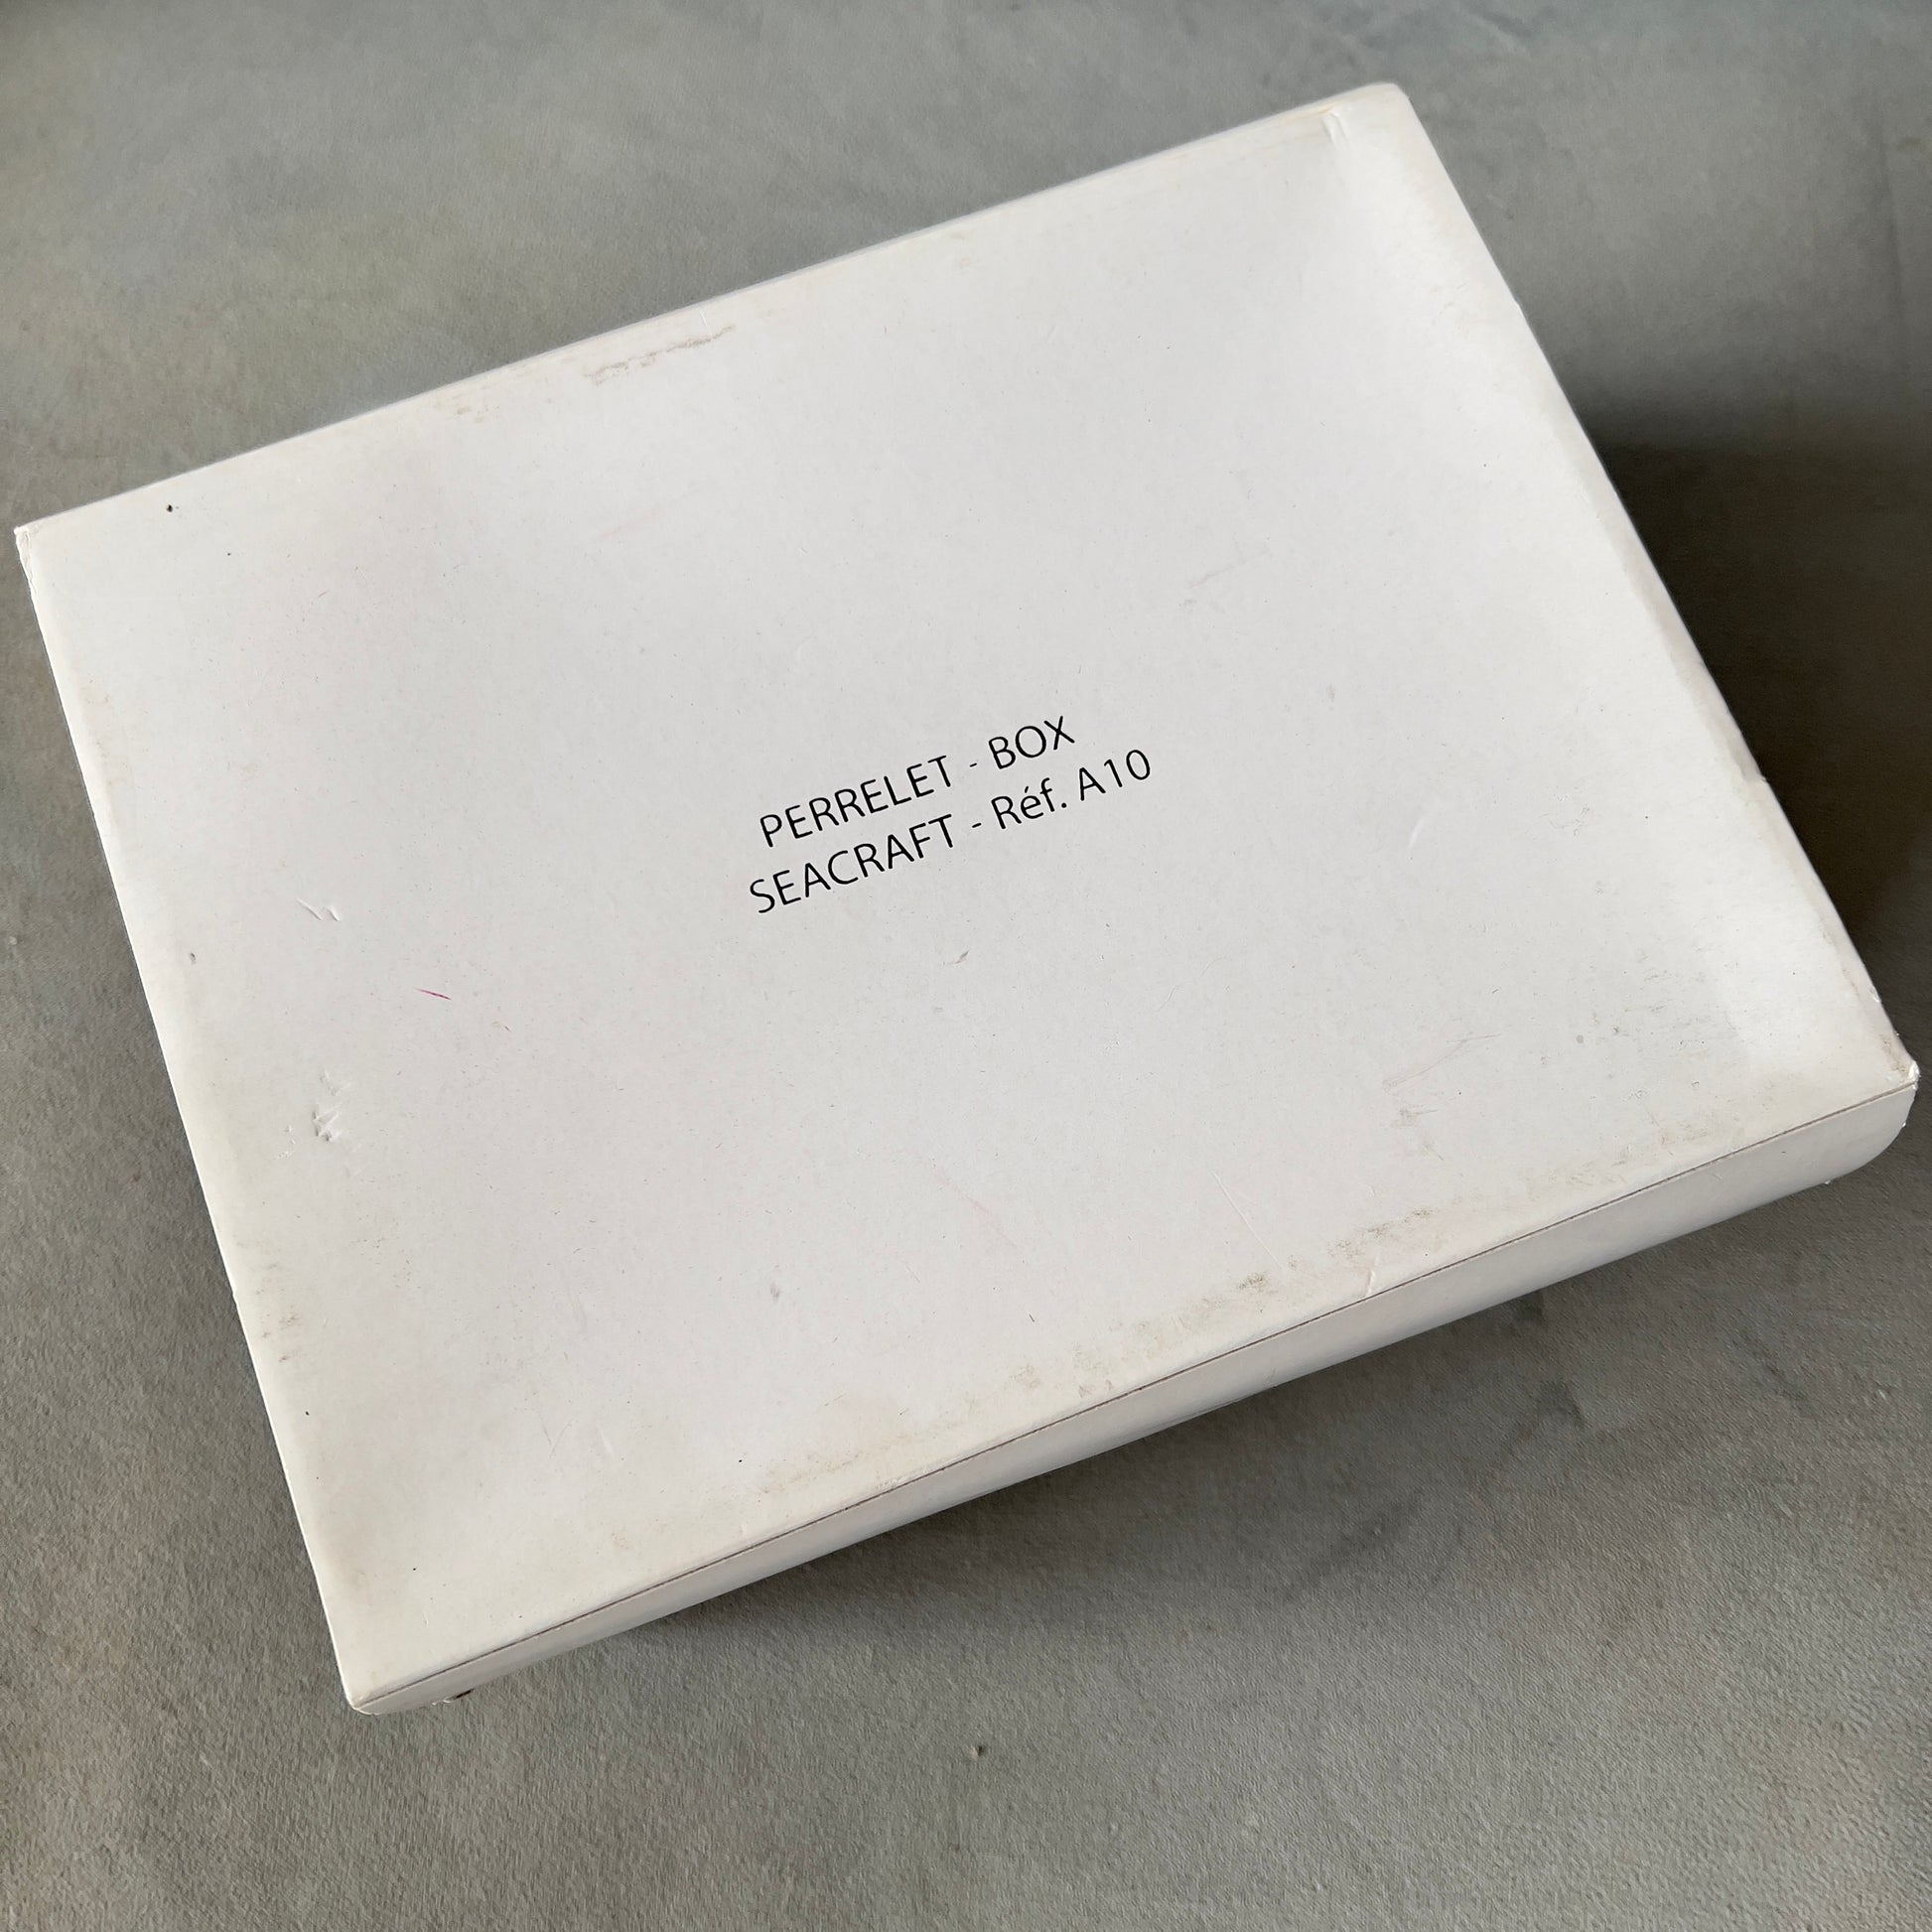 PERRELET - BOX
SEACRAFT - Réf. A10